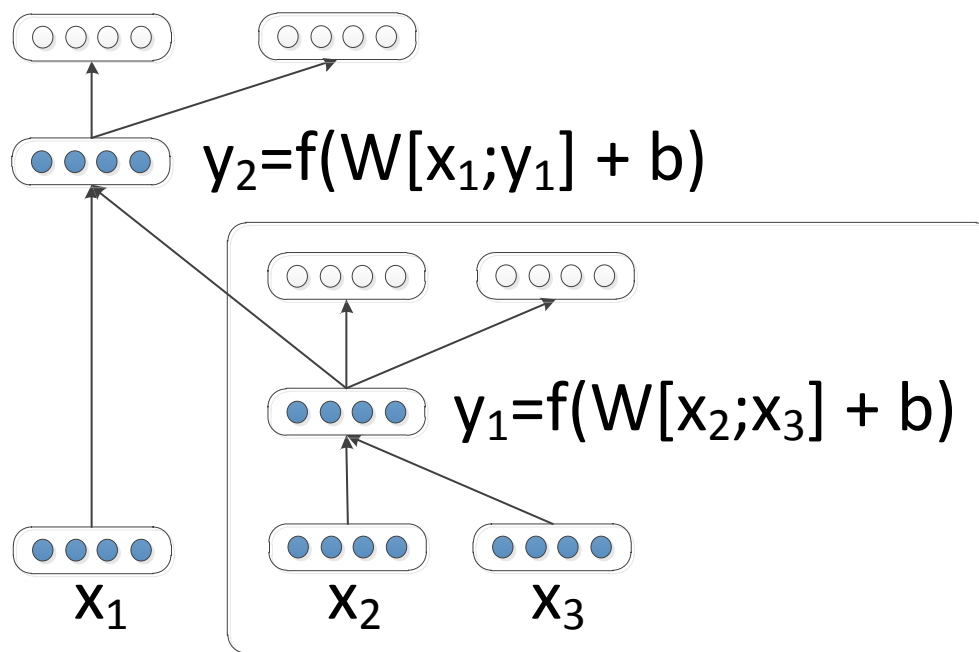 y₂=f(W[x₁;y₁] + b)
y₁=f(W[x₂;x₃] + b)
x₁ x₂ x₃